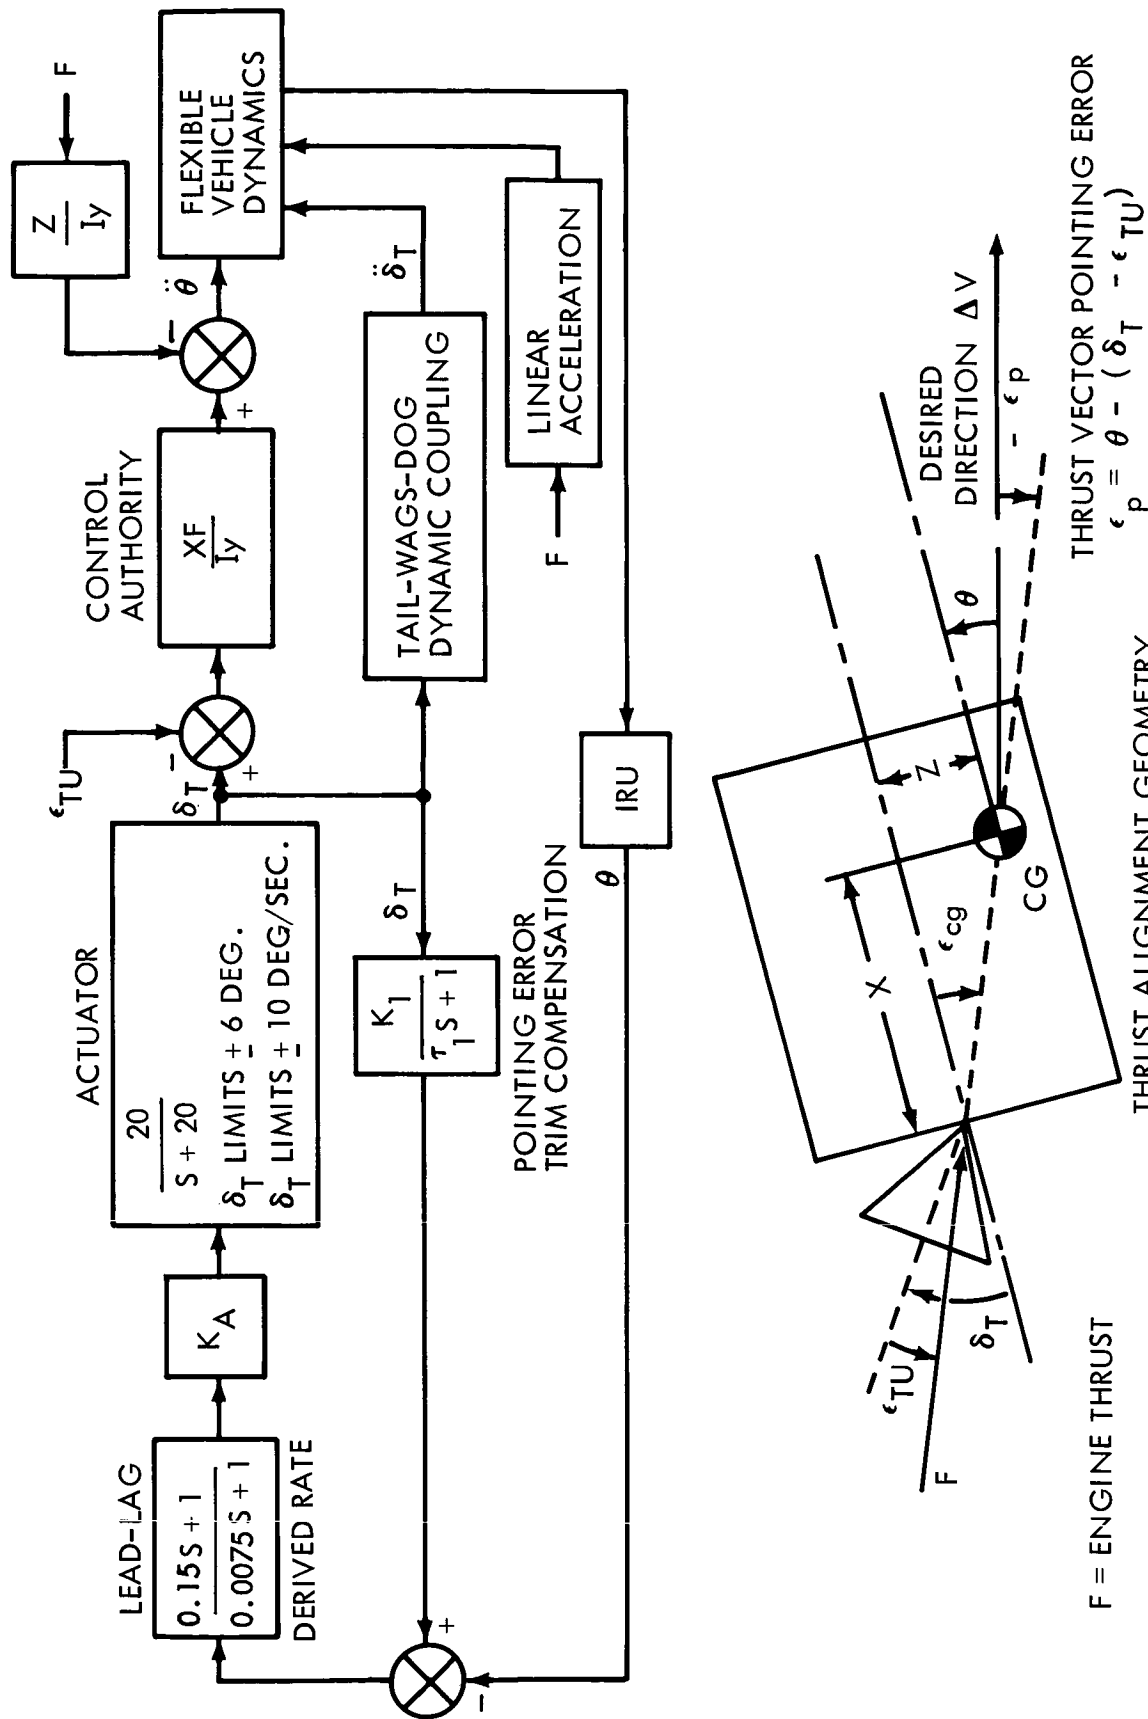 LEAD-LAG
0.15S + 1
0.0075S + 1
DERIVED RATE
K A
ACTUATOR
20
S + 20
δT LIMITS ± 6 DEG.
δT LIMITS ± 10 DEG/SEC.
ϵTU
δT
-
+
CONTROL
AUTHORITY
XF
Iy
+
-
Z
Iy
F
θ̈
FLEXIBLE
VEHICLE
DYNAMICS
δT
K1
τ1S + 1
POINTING ERROR
TRIM COMPENSATION
TAIL-WAGS-DOG
DYNAMIC COUPLING
δ̈T
F
LINEAR
ACCELERATION
+
-
θ
IRU
F
ϵTU
δT
X
ϵcg
Z
CG
θ
DESIRED
DIRECTION ΔV
- ϵp
F = ENGINE THRUST
THRUST ALIGNMENT GEOMETRY
THRUST VECTOR POINTING ERROR
ϵp = θ - (δT - ϵTU)